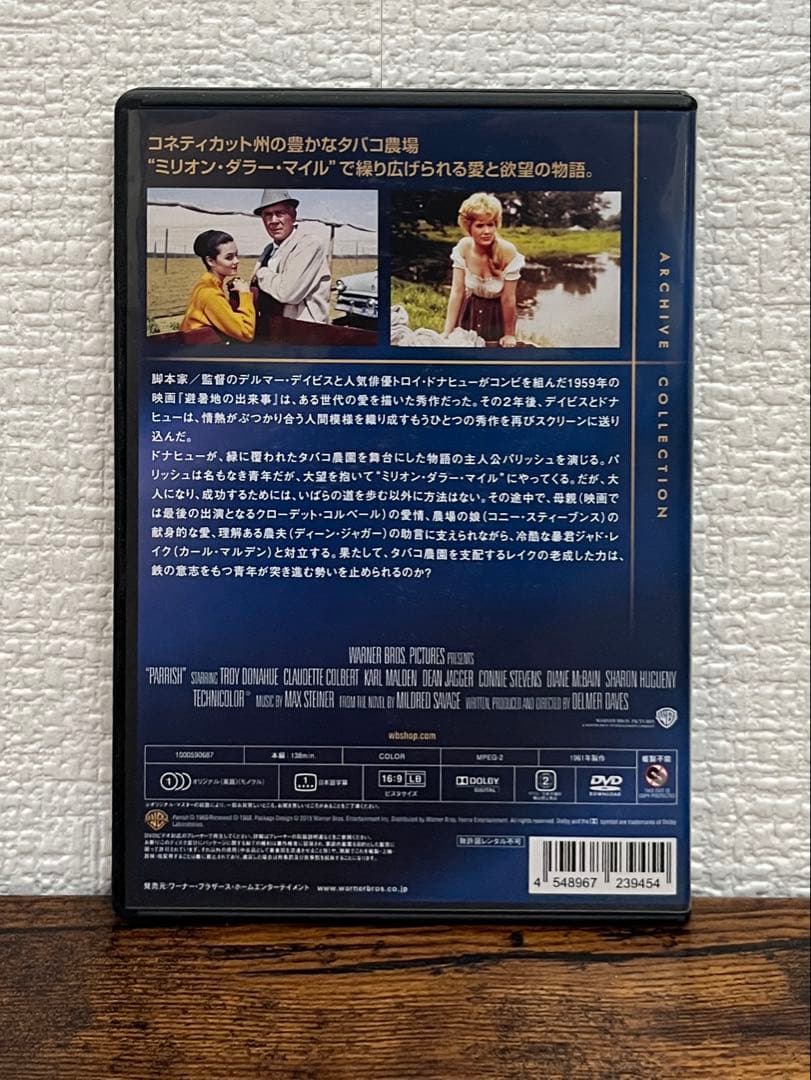 コネティカット州の豊かなタバコ農場
“ミリオン・ダラー・マイル”で繰り広げられる愛と欲望の物語。
ARCHIVE COLLECTION
脚本家／監督のデルマー・デイビスと人気俳優トロイ・ドナヒューがコンビを組んだ1959年の
映画『避暑地の出来事』は、ある世代の愛を描いた秀作だった。その2年後、デイビスとドナ
ヒューは、情熱がぶつかり合う人間模様を織り成すもうひとつの秀作を再びスクリーンに送り
込んだ。
ドナヒューが、緑に覆われたタバコ農園を舞台にした物語の主人公パリッシュを演じる。パ
リッシュは名もなき青年だが、大望を抱いて“ミリオン・ダラー・マイル”にやってくる。だが、大
人になり、成功するためには、いばらの道を歩む以外に方法はない。その途中で、母親（映画で
は最後の出演となるクローデット・コルベール）の愛情、農場の娘（コニー・スティーブンス）の
献身的な愛、理解ある農夫（ディーン・ジャガー）の助言に支えられながら、冷酷な暴君ジャド・レ
イク（カール・マルデン）と対立する。果たして、タバコ農園を支配するレイクの老成した力は、
鉄の意志をもつ青年が突き進む勢いを止められるのか?
WARNER BROS. PICTURES PRESENTS
"PARRISH" STARRING TROY DONAHUE CLAUDETTE COLBERT KARL MALDEN DEAN JAGGER CONNIE STEVENS DIANE McBAIN SHARON HUGUENY
TECHNICOLOR® MUSIC BY MAX STEINER FROM THE NOVEL BY MILDRED SAVAGE WRITTEN, PRODUCED AND DIRECTED BY DELMER DAVES
WARNER BROS. PICTURES
wbshop.com
1000590687 本編:138min. COLOR MPEG-2 1961年製作 複製不能
1 オリジナル(英語)(モノラル) 1 日本語字幕 16:9 LB ビスタサイズ DOLBY DIGITAL 2 DVD
発売元:ワーナー・ブラザース・ホームエンターテイメント www.warnerbros.co.jp
無許諾レンタル不可
4 548967 239454